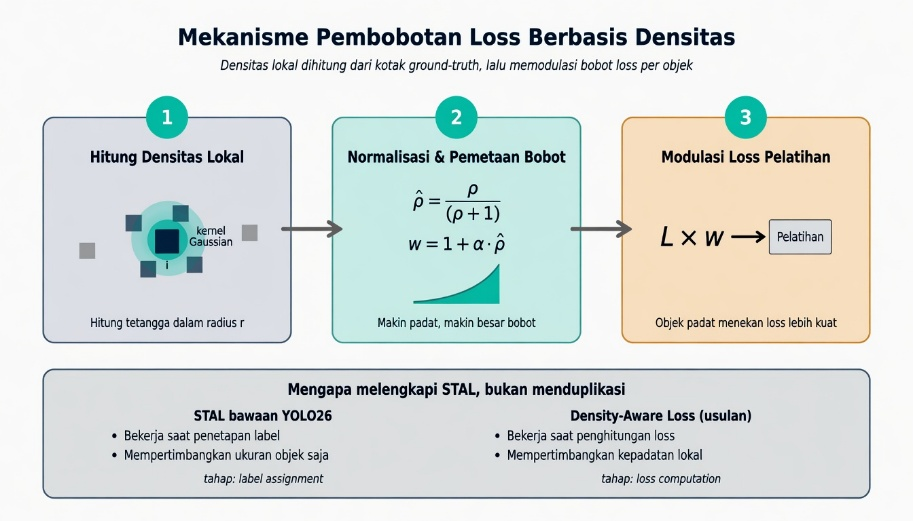 Mekanisme Pembobotan Loss Berbasis Densitas
Densitas lokal dihitung dari kotak ground-truth, lalu memodulasi bobot loss per objek
1
Hitung Densitas Lokal
kernel
Gaussian
i
Hitung tetangga dalam radius r
2
Normalisasi & Pemetaan Bobot
ρ̂ = ρ / (ρ + 1)
w = 1 + α · ρ̂
Makin padat, makin besar bobot
3
Modulasi Loss Pelatihan
L × w
Pelatihan
Objek padat menekan loss lebih kuat
Mengapa melengkapi STAL, bukan menduplikasi
STAL bawaan YOLO26
• Bekerja saat penetapan label
• Mempertimbangkan ukuran objek saja
tahap: label assignment
Density-Aware Loss (usulan)
• Bekerja saat penghitungan loss
• Mempertimbangkan kepadatan lokal
tahap: loss computation